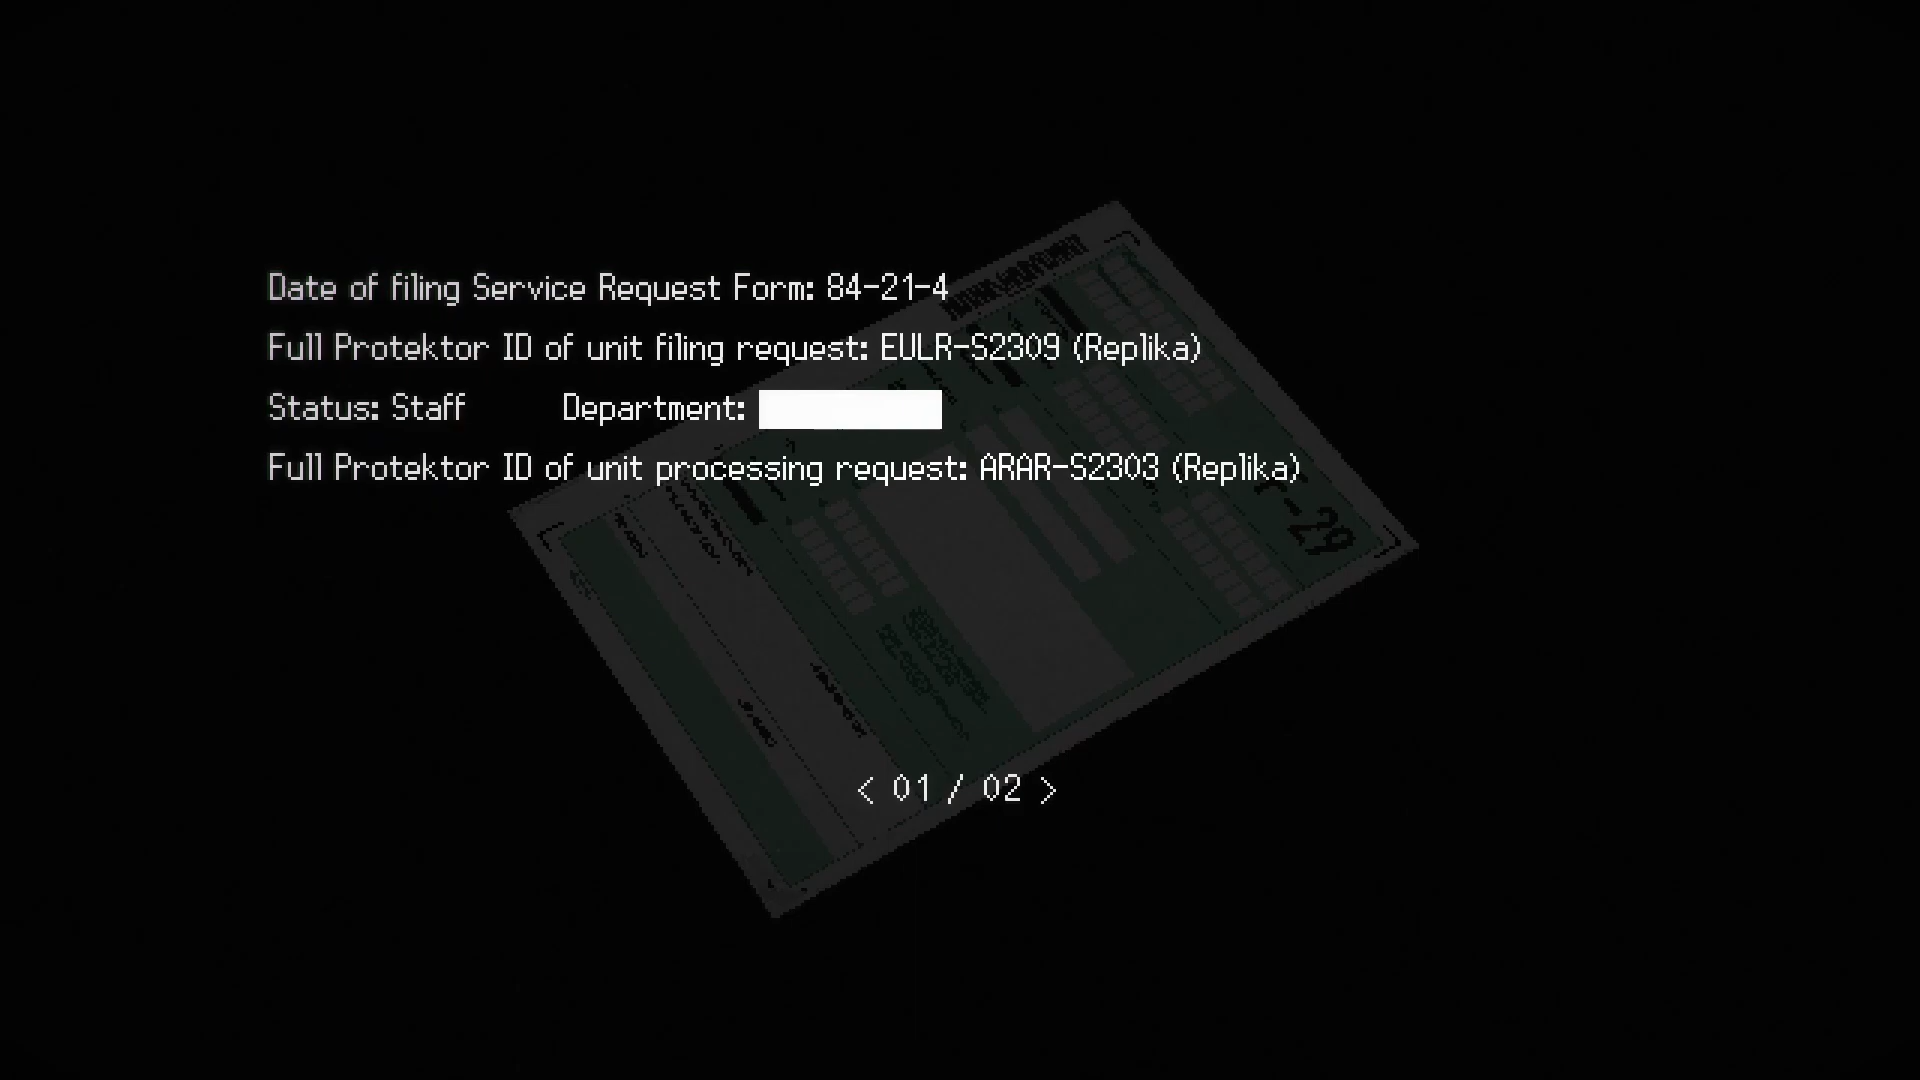 Date of filing Service Request Form: 84-21-4
Full Protektor ID of unit filing request: EULR-S2309 (Replika)
Status: Staff Department:
Full Protektor ID of unit processing request: ARAR-S2303 (Replika)
T-29
< 01 / 02 >